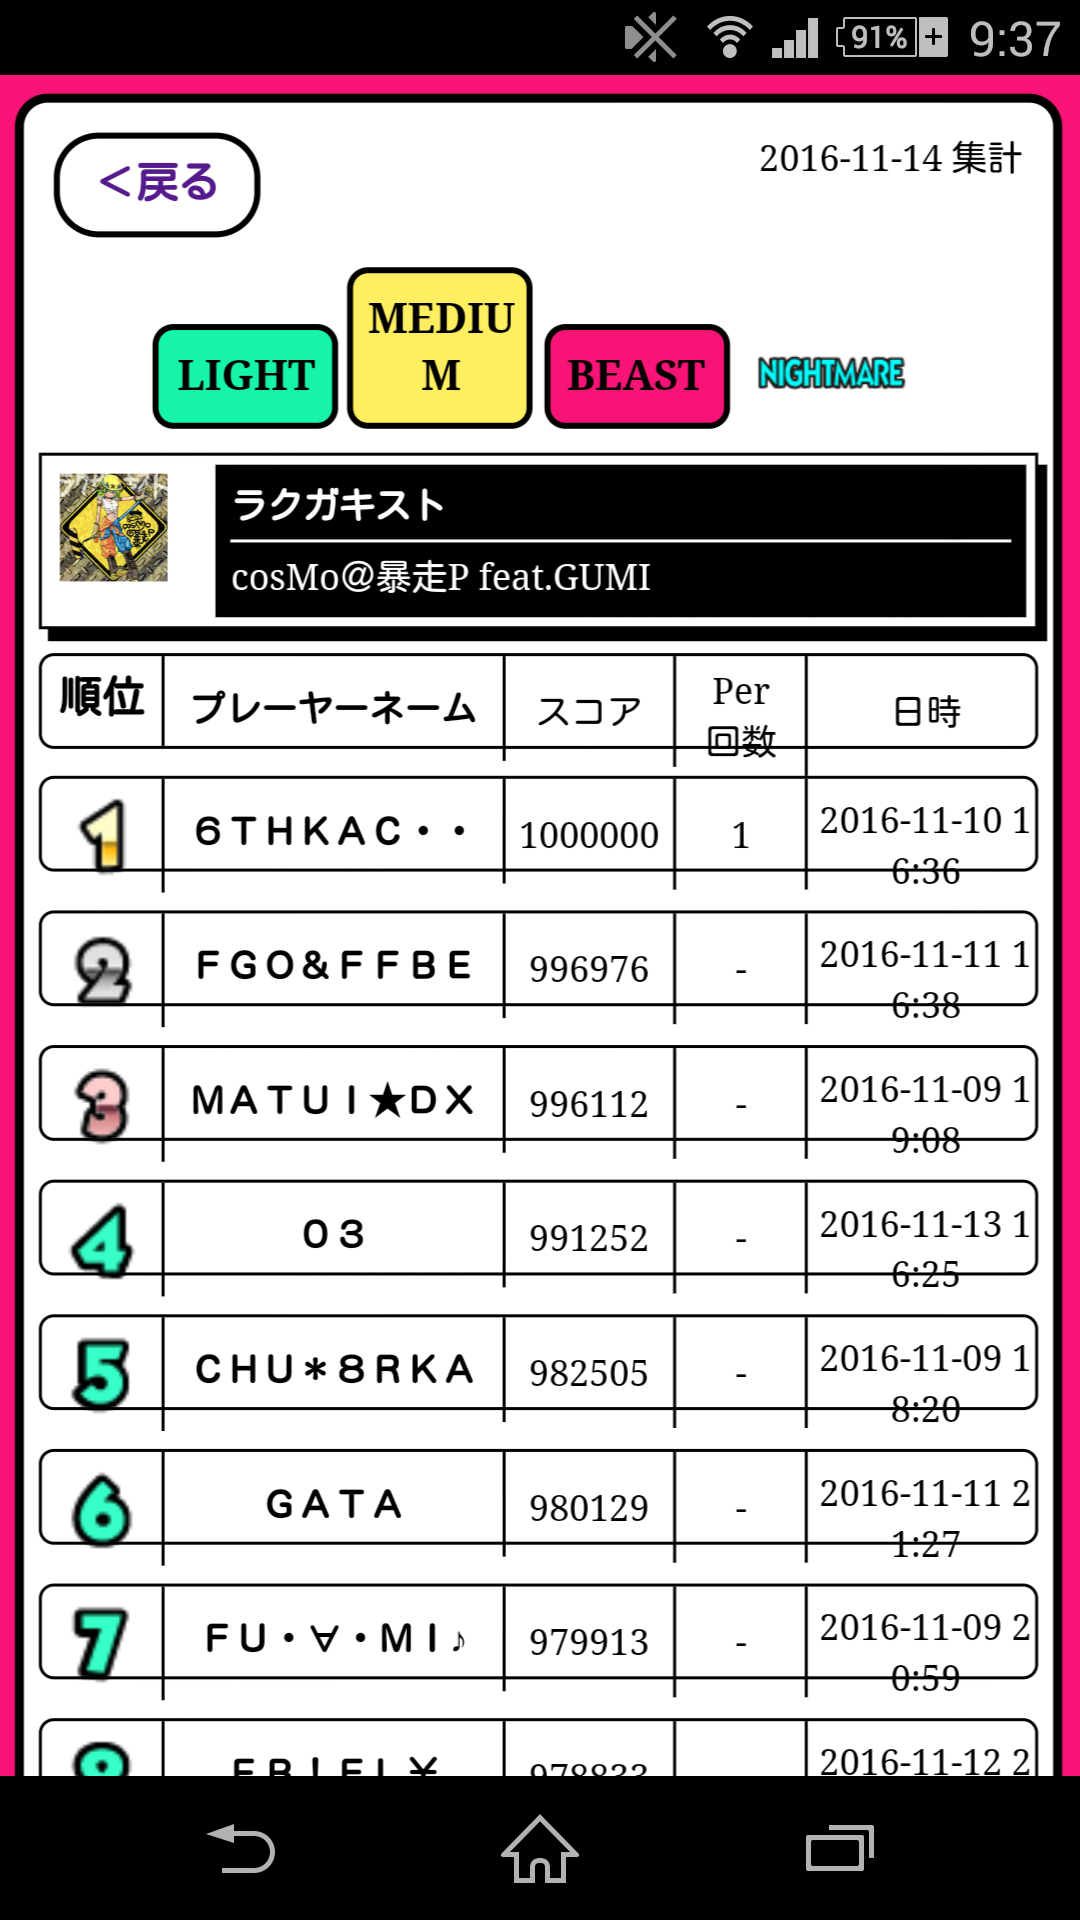 91% 9:37
<戻る
2016-11-14 集計
LIGHT
MEDIU
M
BEAST
NIGHTMARE
ラクガキスト
cosMo@暴走P feat.GUMI
順位 プレーヤーネーム スコア Per 回数 日時
1 6THKAC・・ 1000000 1 2016-11-10 1
6:36
2 FGO&FFBE 996976 - 2016-11-11 1
6:38
3 MATUI★DX 996112 - 2016-11-09 1
9:08
4 03 991252 - 2016-11-13 1
6:25
5 CHU*8RKA 982505 - 2016-11-09 1
8:20
6 GATA 980129 - 2016-11-11 2
1:27
7 FU・∀・MI♪ 979913 - 2016-11-09 2
0:59
8 978833 2016-11-12 2